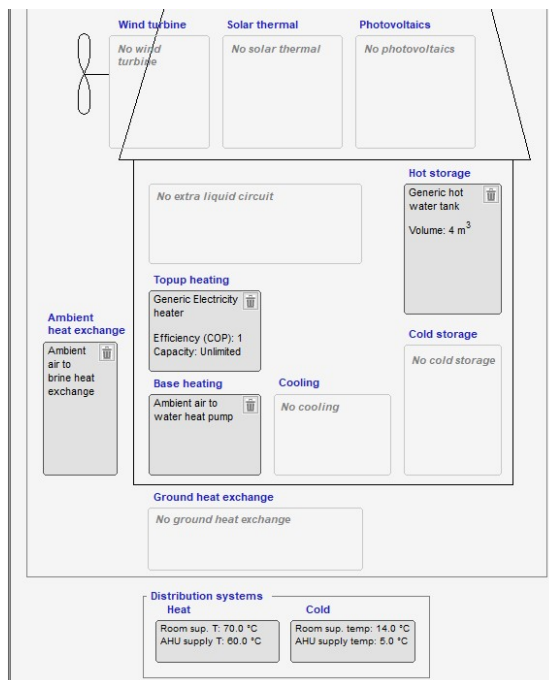 Wind turbine
Solar thermal
Photovoltaics
No wind
turbine
No solar thermal
No photovoltaics
Hot storage
No extra liquid circuit
Generic hot
water tank
Volume: 4 m³
Topup heating
Generic Electricity
heater
Efficiency (COP): 1
Capacity: Unlimited
Ambient
heat exchange
Ambient
air to
brine heat
exchange
Cold storage
No cold storage
Base heating
Ambient air to
water heat pump
Cooling
No cooling
Ground heat exchange
No ground heat exchange
Distribution systems
Heat
Cold
Room sup. T: 70.0 °C
AHU supply T: 60.0 °C
Room sup. temp: 14.0 °C
AHU supply temp: 5.0 °C